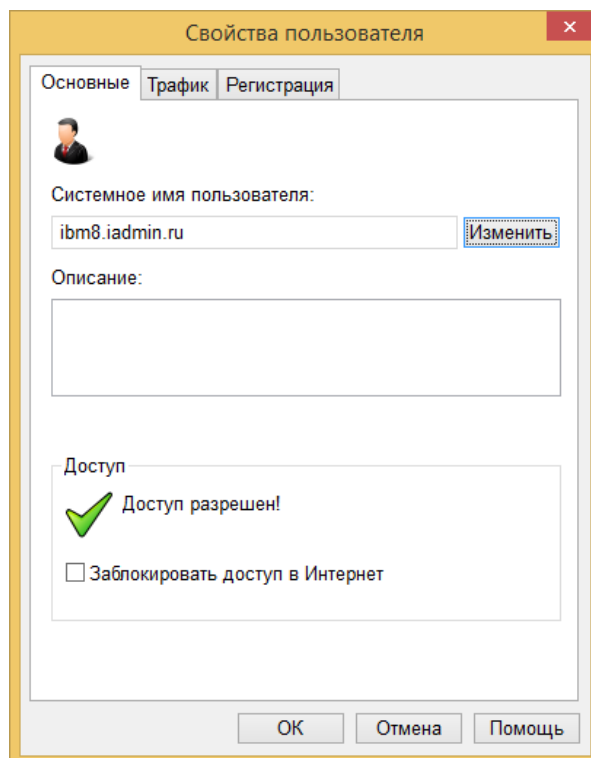 Свойства пользователя
Основные Трафик Регистрация
Системное имя пользователя:
ibm8.iadmin.ru Изменить
Описание:
Доступ
Доступ разрешен!
Заблокировать доступ в Интернет
OK Отмена Помощь